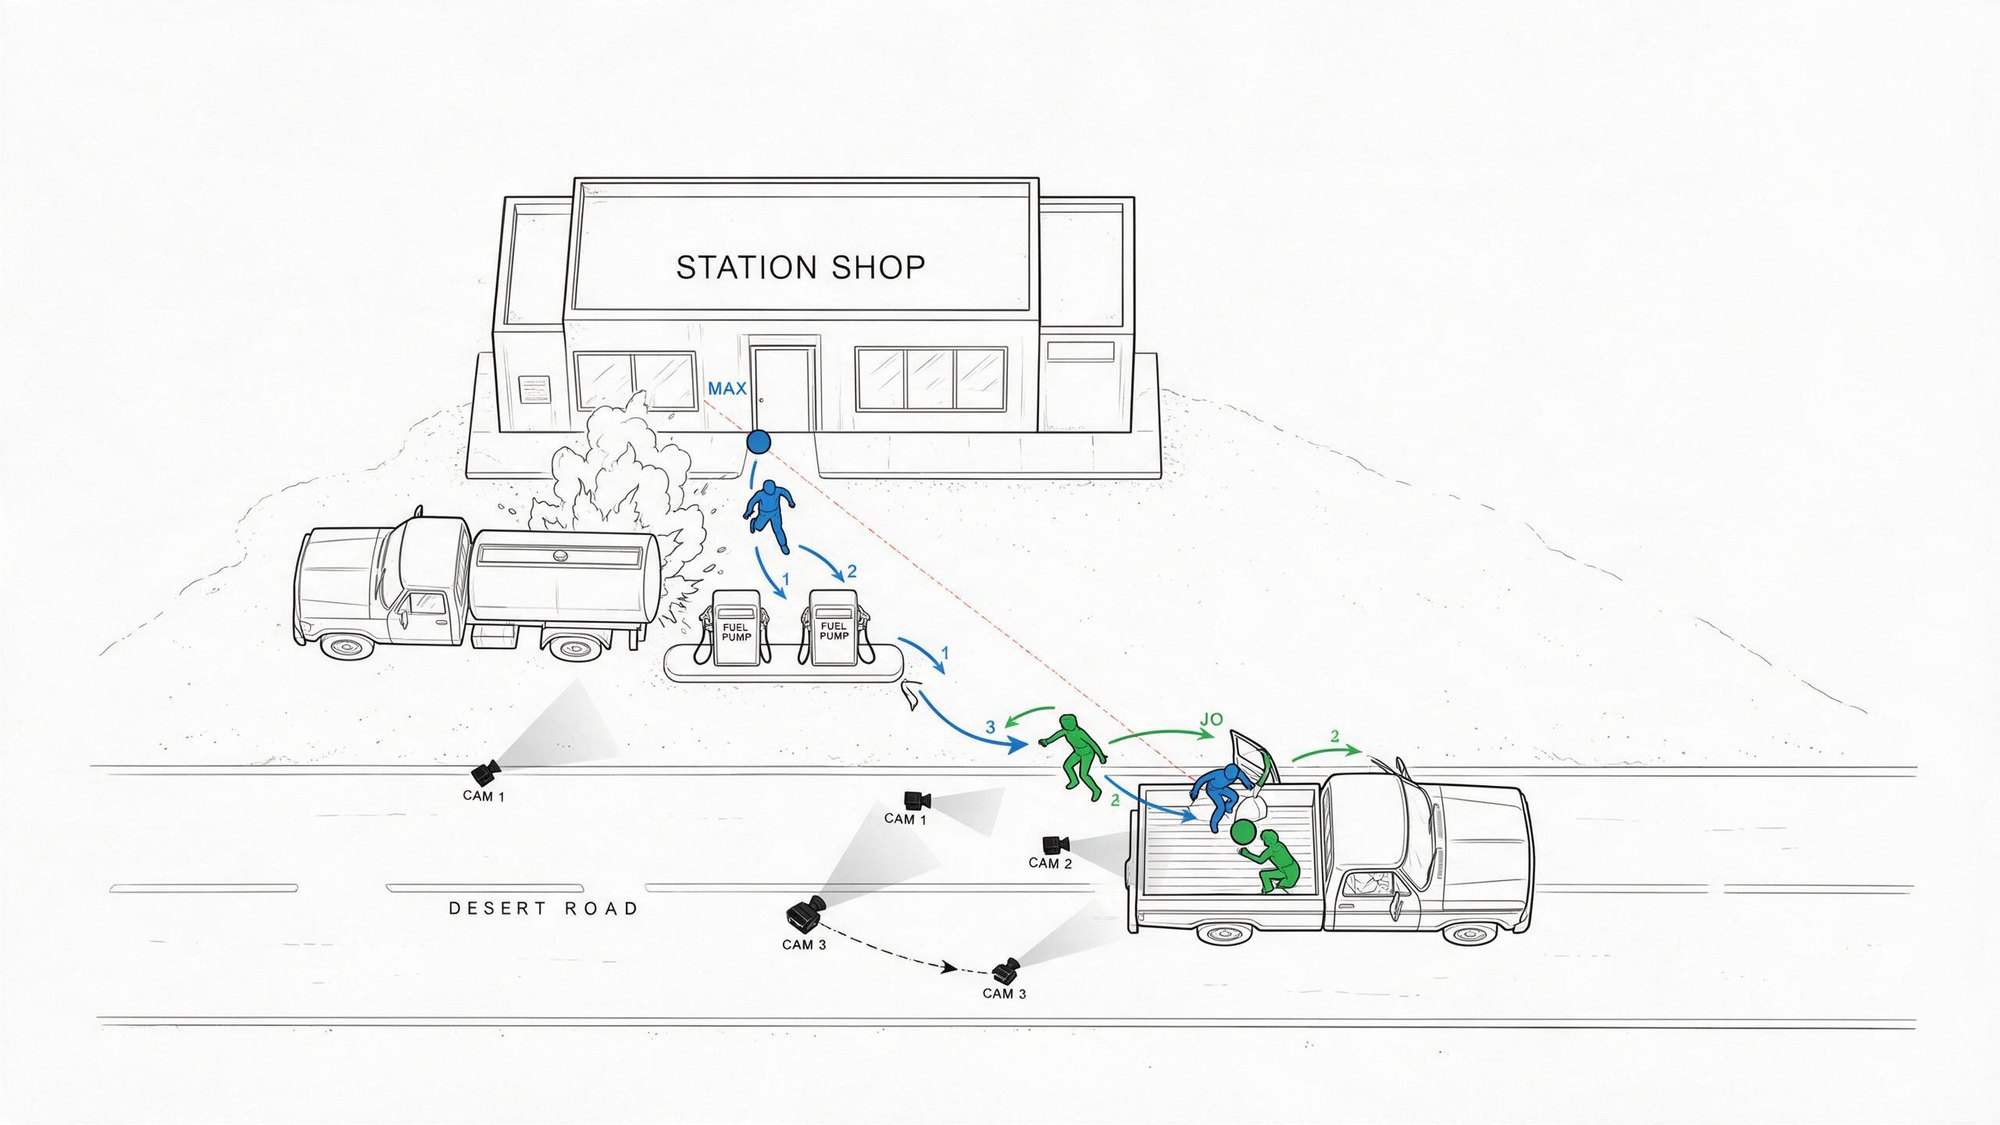 STATION SHOP
MAX
1
2
FUEL
PUMP
FUEL
PUMP
1
3
JO
2
2
CAM 1
CAM 1
CAM 2
DESERT ROAD
CAM 3
CAM 3